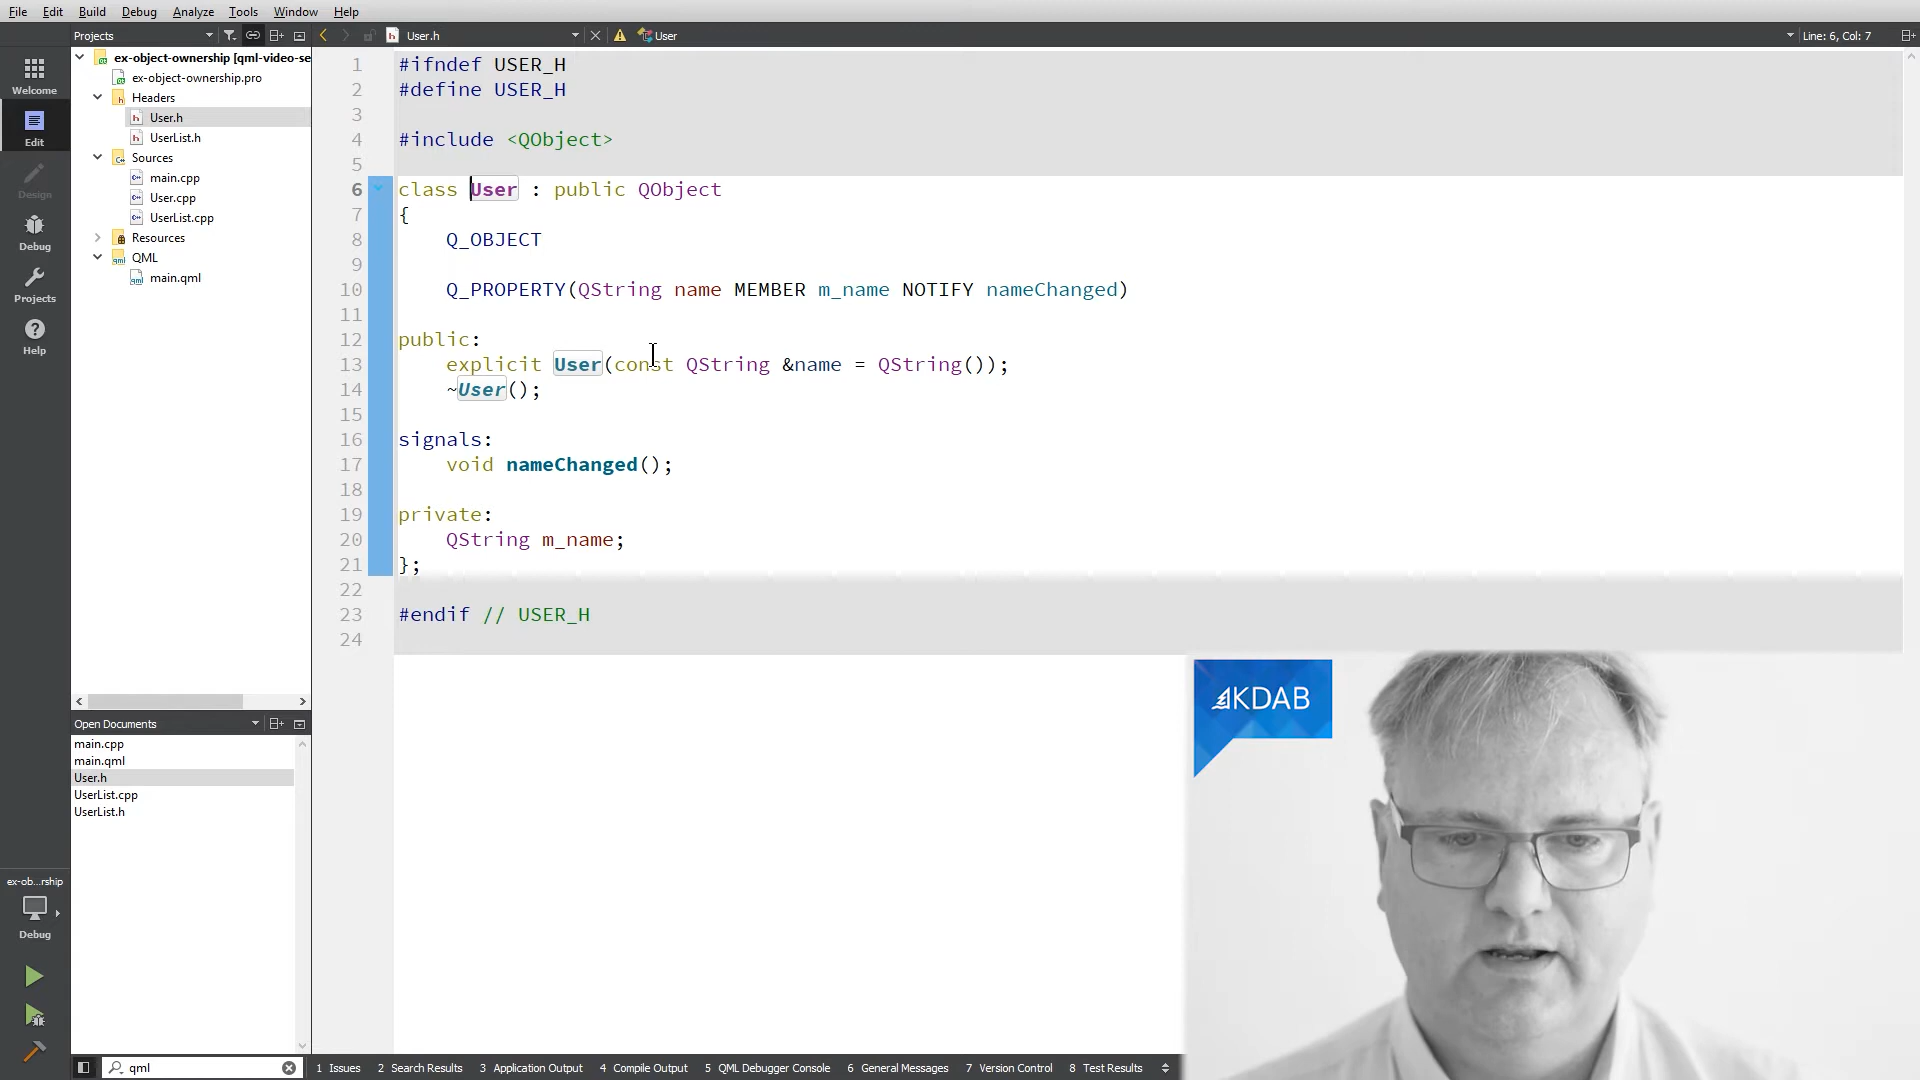 File Edit Build Debug Analyze Tools Window Help
Projects
User.h
User
Line: 6, Col: 7
Welcome
Edit
Design
Debug
Projects
Help
ex-object-ownership [qml-video-se
ex-object-ownership.pro
Headers
User.h
UserList.h
Sources
main.cpp
User.cpp
UserList.cpp
Resources
QML
main.qml
1 #ifndef USER_H
2 #define USER_H
3
4 #include <QObject>
5
6 class User : public QObject
7 {
8 Q_OBJECT
9
10 Q_PROPERTY(QString name MEMBER m_name NOTIFY nameChanged)
11
12 public:
13 explicit User(const QString &name = QString());
14 ~User();
15
16 signals:
17 void nameChanged();
18
19 private:
20 QString m_name;
21 };
22
23 #endif // USER_H
24
Open Documents
main.cpp
main.qml
User.h
UserList.cpp
UserList.h
ex-ob...rship
Debug
KDAB
qml
1 Issues 2 Search Results 3 Application Output 4 Compile Output 5 QML Debugger Console 6 General Messages 7 Version Control 8 Test Results